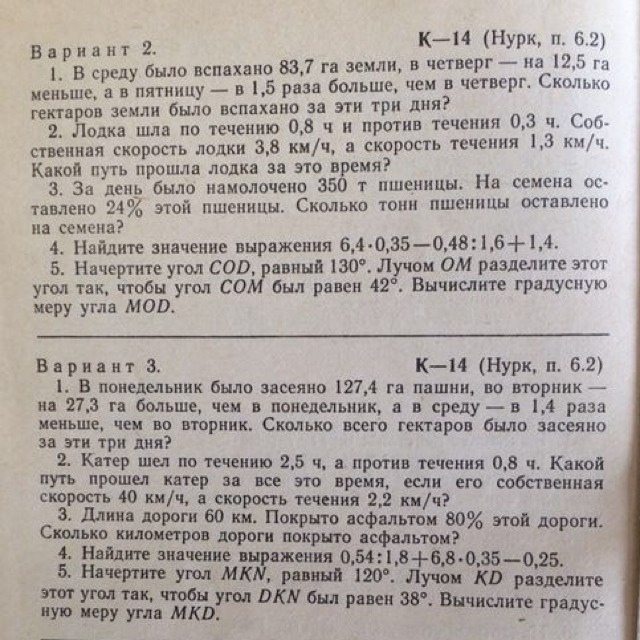 Вариант 2. К—14 (Нурк, п. 6.2)
1. В среду было вспахано 83,7 га земли, в четверг — на 12,5 га
меньше, а в пятницу — в 1,5 раза больше, чем в четверг. Сколько
гектаров земли было вспахано за эти три дня?
2. Лодка шла по течению 0,8 ч и против течения 0,3 ч. Соб-
ственная скорость лодки 3,8 км/ч, а скорость течения 1,3 км/ч.
Какой путь прошла лодка за это время?
3. За день было намолочено 350 т пшеницы. На семена ос-
тавлено 24% этой пшеницы. Сколько тонн пшеницы оставлено
на семена?
4. Найдите значение выражения 6,4·0,35—0,48:1,6+1,4.
5. Начертите угол COD, равный 130°. Лучом OM разделите этот
угол так, чтобы угол COM был равен 42°. Вычислите градусную
меру угла MOD.
Вариант 3. К—14 (Нурк, п. 6.2)
1. В понедельник было засеяно 127,4 га пашни, во вторник —
на 27,3 га больше, чем в понедельник, а в среду — в 1,4 раза
меньше, чем во вторник. Сколько всего гектаров было засеяно
за эти три дня?
2. Катер шел по течению 2,5 ч, а против течения 0,8 ч. Какой
путь прошел катер за все это время, если его собственная
скорость 40 км/ч, а скорость течения 2,2 км/ч?
3. Длина дороги 60 км. Покрыто асфальтом 80% этой дороги.
Сколько километров дороги покрыто асфальтом?
4. Найдите значение выражения 0,54:1,8+6,8·0,35—0,25.
5. Начертите угол MKN, равный 120°. Лучом KD разделите
этот угол так, чтобы угол DKN был равен 38°. Вычислите градус-
ную меру угла MKD.